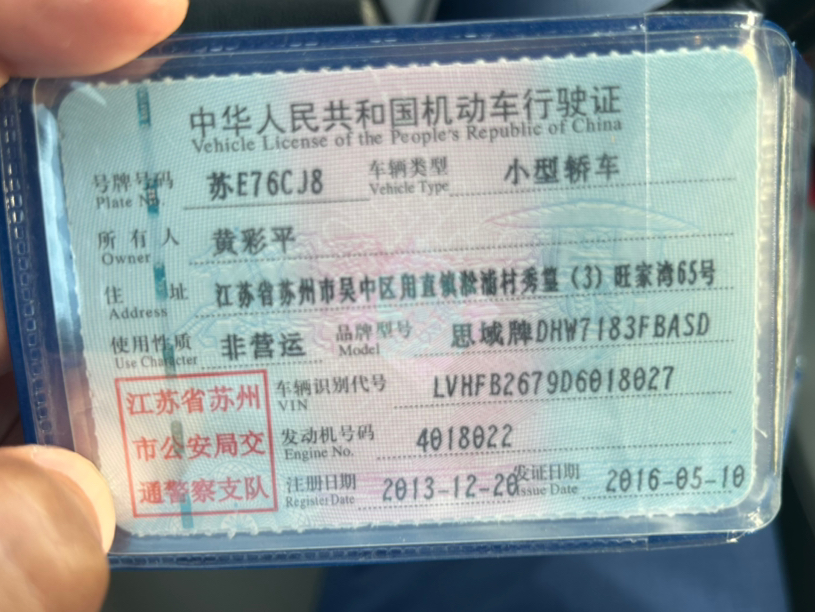 中华人民共和国机动车行驶证
Vehicle License of the People's Republic of China
号牌号码 苏E76CJ8 车辆类型 小型轿车
Plate No. Vehicle Type
所有人 黄彩平
Owner
住址 江苏省苏州市吴中区甪直镇淞浦村秀篁(3)旺家湾65号
Address
使用性质 非营运 品牌型号 思域牌DHW7183FBASD
Use Character Model
江苏省苏州
市公安局交
通警察支队
车辆识别代号 LVHFB2679D6018027
VIN
发动机号码 4018022
Engine No.
注册日期 2013-12-20 发证日期 2016-05-10
Register Date Issue Date